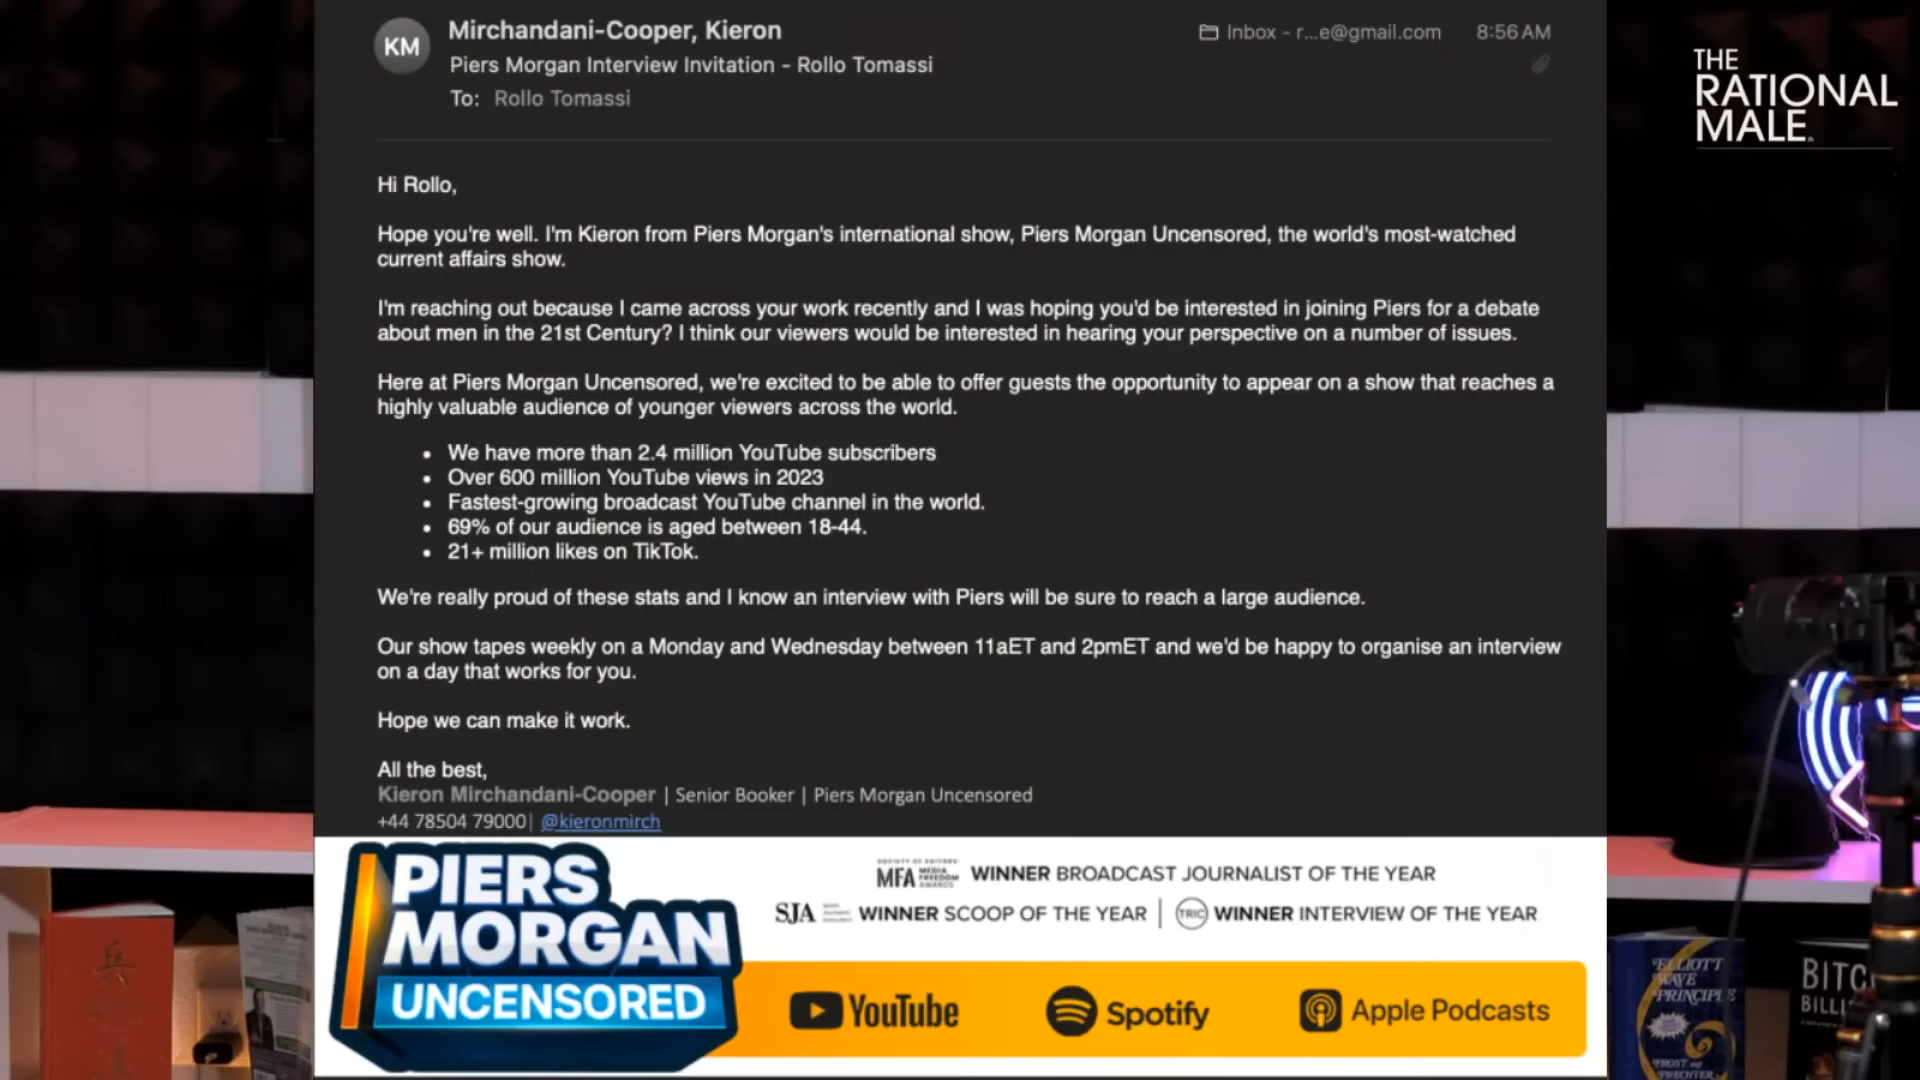 KM
Mirchandani-Cooper, Kieron
Inbox - r...e@gmail.com
8:56 AM
Piers Morgan Interview Invitation - Rollo Tomassi
To: Rollo Tomassi
THE
RATIONAL
MALE
Hi Rollo,
Hope you're well. I'm Kieron from Piers Morgan's international show, Piers Morgan Uncensored, the world's most-watched
current affairs show.
I'm reaching out because I came across your work recently and I was hoping you'd be interested in joining Piers for a debate
about men in the 21st Century? I think our viewers would be interested in hearing your perspective on a number of issues.
Here at Piers Morgan Uncensored, we're excited to be able to offer guests the opportunity to appear on a show that reaches a
highly valuable audience of younger viewers across the world.
• We have more than 2.4 million YouTube subscribers
• Over 600 million YouTube views in 2023
• Fastest-growing broadcast YouTube channel in the world.
• 69% of our audience is aged between 18-44.
• 21+ million likes on TikTok.
We're really proud of these stats and I know an interview with Piers will be sure to reach a large audience.
Our show tapes weekly on a Monday and Wednesday between 11aET and 2pmET and we'd be happy to organise an interview
on a day that works for you.
Hope we can make it work.
All the best,
Kieron Mirchandani-Cooper | Senior Booker | Piers Morgan Uncensored
+44 78504 79000| @kieronmirch
PIERS
MORGAN
UNCENSORED
SOCIETY OF EDITORS'
MFA MEDIA FREEDOM AWARDS WINNER BROADCAST JOURNALIST OF THE YEAR
SJA WINNER SCOOP OF THE YEAR | TRIC WINNER INTERVIEW OF THE YEAR
YouTube
Spotify
Apple Podcasts
兵
ELLIOTT
WAVE
PRINCIPLE
FROST and
PRECHTER
BITC
BILLI